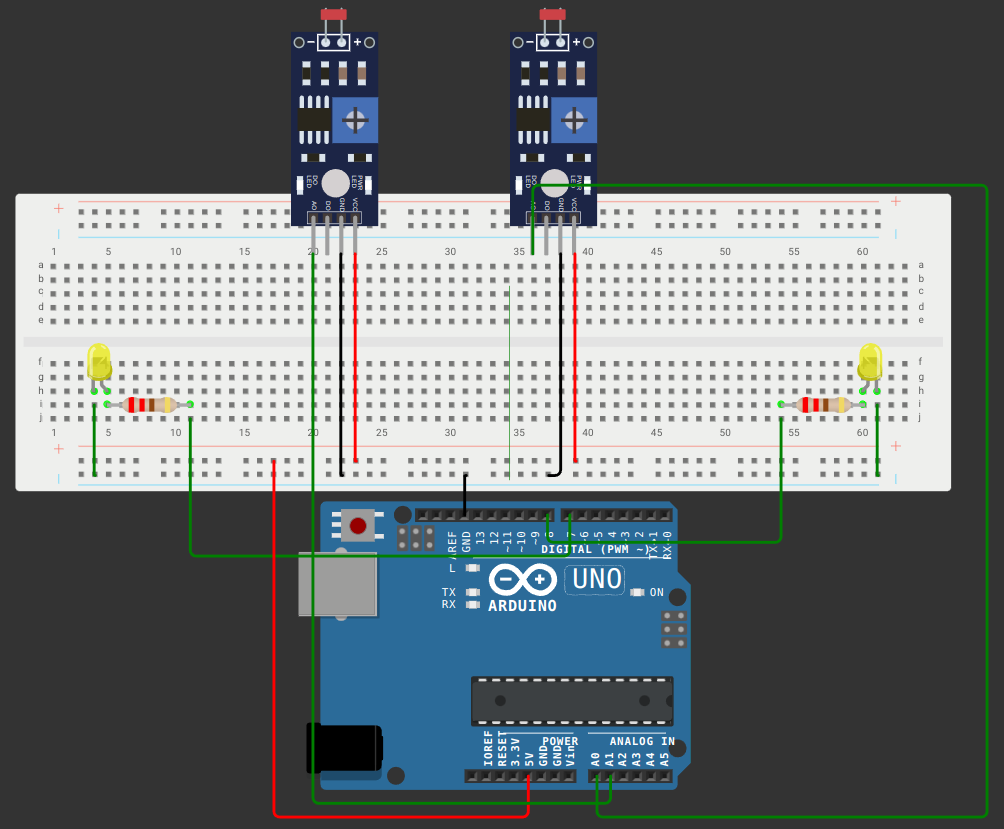 − +
− +
DO LED
PWR LED
DO LED
PWR LED
AO DO GND VCC
DO GND VCC
+ +
1 5 15 20 25 30 35 40 45 50 55 60
a a
b b
c c
d d
e e
f f
g g
h h
i i
j j
1 5 10 15 20 25 30 35 40 45 50 55 60
+ +
AREF GND 13 12 ~11 ~10 ~9 8 7 ~6 ~5 4 ~3 2 TX→1 RX←0
DIGITAL (PWM ~)
L
TX
RX
− +
UNO
ON
ARDUINO
POWER
ANALOG IN
IOREF RESET 3.3V 5V GND GND Vin A0 A1 A2 A3 A4 A5